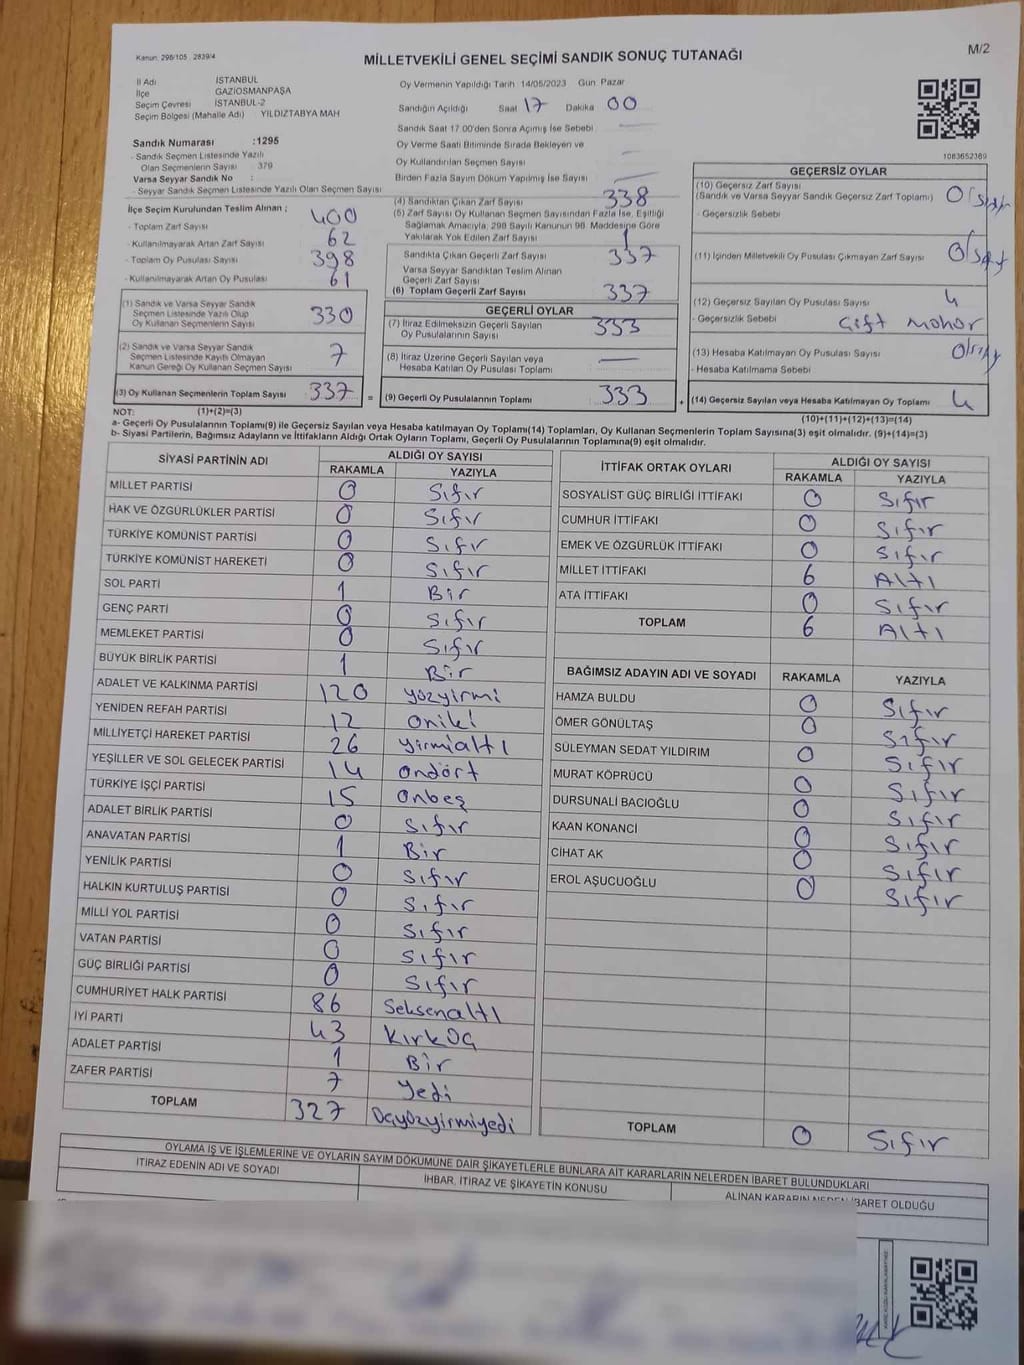 Kanun: 298/105 2839/4
MİLLETVEKİLİ GENEL SEÇİMİ SANDIK SONUÇ TUTANAĞI
M/2
İl Adı İSTANBUL
İlçe GAZİOSMANPAŞA
Seçim Çevresi İSTANBUL-2
Seçim Bölgesi (Mahalle Adı) YILDIZTABYA MAH
Sandık Numarası :1295
- Sandık Seçmen Listesinde Yazılı
Olan Seçmenlerin Sayısı 379
Varsa Seyyar Sandık No :
- Seyyar Sandık Seçmen Listesinde Yazılı Olan Seçmen Sayısı
İlçe Seçim Kurulundan Teslim Alınan ;
- Toplam Zarf Sayısı 400
- Kullanılmayarak Artan Zarf Sayısı 62
- Toplam Oy Pusulası Sayısı 398
- Kullanılmayarak Artan Oy Pusulası 61
(1) Sandık ve Varsa Seyyar Sandık
Seçmen Listesinde Yazılı Olup
Oy Kullanan Seçmenlerin Sayısı 330
(2) Sandık ve Varsa Seyyar Sandık
Seçmen Listesinde Kayıtlı Olmayan
Kanun Gereği Oy Kullanan Seçmen Sayısı 7
(3) Oy Kullanan Seçmenlerin Toplam Sayısı 337 =
Oy Vermenin Yapıldığı Tarih 14/05/2023 Gün Pazar
Sandığın Açıldığı Saat 17 Dakika 00
Sandık Saat 17.00'den Sonra Açılmış İse Sebebi
Oy Verme Saati Bitiminde Sırada Bekleyen ve
Oy Kullandırılan Seçmen Sayısı
Birden Fazla Sayım Döküm Yapılmış İse Sayısı
(4) Sandıktan Çıkan Zarf Sayısı 338
(5) Zarf Sayısı Oy Kullanan Seçmen Sayısından Fazla İse, Eşitliği
Sağlamak Amacıyla, 298 Sayılı Kanunun 98. Maddesine Göre
Yakılarak Yok Edilen Zarf Sayısı 1
Sandıkta Çıkan Geçerli Zarf Sayısı 337
Varsa Seyyar Sandıktan Teslim Alınan
Geçerli Zarf Sayısı
(6) Toplam Geçerli Zarf Sayısı 337
GEÇERLİ OYLAR
(7) İtiraz Edilmeksizin Geçerli Sayılan
Oy Pusulalarının Sayısı 333
(8) İtiraz Üzerine Geçerli Sayılan veya
Hesaba Katılan Oy Pusulası Toplamı
(9) Geçerli Oy Pusulalarının Toplamı 333 +
1083652389
GEÇERSİZ OYLAR
(10) Geçersiz Zarf Sayısı
(Sandık ve Varsa Seyyar Sandık Geçersiz Zarf Toplamı) 0/sıfır
- Geçersizlik Sebebi
(11) İçinden Milletvekili Oy Pusulası Çıkmayan Zarf Sayısı 0/sıfır
(12) Geçersiz Sayılan Oy Pusulası Sayısı 4
- Geçersizlik Sebebi Çift mühür
(13) Hesaba Katılmayan Oy Pusulası Sayısı 0/sıfır
- Hesaba Katılmama Sebebi
(14) Geçersiz Sayılan veya Hesaba Katılmayan Oy Toplamı 4
NOT: (1)+(2)=(3) (10)+(11)+(12)+(13)=(14)
a- Geçerli Oy Pusulalarının Toplamı(9) ile Geçersiz Sayılan veya Hesaba katılmayan Oy Toplamı(14) Toplamları, Oy Kullanan Seçmenlerin Toplam Sayısına(3) eşit olmalıdır. (9)+(14)=(3)
b- Siyasi Partilerin, Bağımsız Adayların ve İttifakların Aldığı Ortak Oyların Toplamı, Geçerli Oy Pusulalarının Toplamına(9) eşit olmalıdır.
SİYASİ PARTİNİN ADI ALDIĞI OY SAYISI
RAKAMLA YAZIYLA
MİLLET PARTİSİ 0 Sıfır
HAK VE ÖZGÜRLÜKLER PARTİSİ 0 Sıfır
TÜRKİYE KOMÜNİST PARTİSİ 0 Sıfır
TÜRKİYE KOMÜNİST HAREKETİ 0 Sıfır
SOL PARTİ 1 Bir
GENÇ PARTİ 0 Sıfır
MEMLEKET PARTİSİ 0 Sıfır
BÜYÜK BİRLİK PARTİSİ 1 Bir
ADALET VE KALKINMA PARTİSİ 120 yüzyirmi
YENİDEN REFAH PARTİSİ 12 oniki
MİLLİYETÇİ HAREKET PARTİSİ 26 yirmialtı
YEŞİLLER VE SOL GELECEK PARTİSİ 14 ondört
TÜRKİYE İŞÇİ PARTİSİ 15 onbeş
ADALET BİRLİK PARTİSİ 0 Sıfır
ANAVATAN PARTİSİ 1 Bir
YENİLİK PARTİSİ 0 Sıfır
HALKIN KURTULUŞ PARTİSİ 0 Sıfır
MİLLİ YOL PARTİSİ 0 Sıfır
VATAN PARTİSİ 0 Sıfır
GÜÇ BİRLİĞİ PARTİSİ 0 Sıfır
CUMHURİYET HALK PARTİSİ 86 Seksenaltı
İYİ PARTİ 43 Kırküç
ADALET PARTİSİ 1 Bir
ZAFER PARTİSİ 7 Yedi
TOPLAM 327 Üçyüzyirmiyedi
İTTİFAK ORTAK OYLARI ALDIĞI OY SAYISI
RAKAMLA YAZIYLA
SOSYALİST GÜÇ BİRLİĞİ İTTİFAKI 0 Sıfır
CUMHUR İTTİFAKI 0 Sıfır
EMEK VE ÖZGÜRLÜK İTTİFAKI 0 Sıfır
MİLLET İTTİFAKI 6 Altı
ATA İTTİFAKI 0 Sıfır
TOPLAM 6 Altı
BAĞIMSIZ ADAYIN ADI VE SOYADI RAKAMLA YAZIYLA
HAMZA BULDU 0 Sıfır
ÖMER GÖNÜLTAŞ 0 Sıfır
SÜLEYMAN SEDAT YILDIRIM 0 Sıfır
MURAT KÖPRÜCÜ 0 Sıfır
DURSUNALİ BACIOĞLU 0 Sıfır
KAAN KONANCİ 0 Sıfır
CİHAT AK 0 Sıfır
EROL AŞUCUOĞLU 0 Sıfır
TOPLAM 0 Sıfır
OYLAMA İŞ VE İŞLEMLERİNE VE OYLARIN SAYIM DÖKÜMÜNE DAİR ŞİKAYETLERLE BUNLARA AİT KARARLARIN NELERDEN İBARET BULUNDUKLARI
İTİRAZ EDENİN ADI VE SOYADI İHBAR, İTİRAZ VE ŞİKAYETİN KONUSU ALINAN KARARIN NEDEN İBARET OLDUĞU